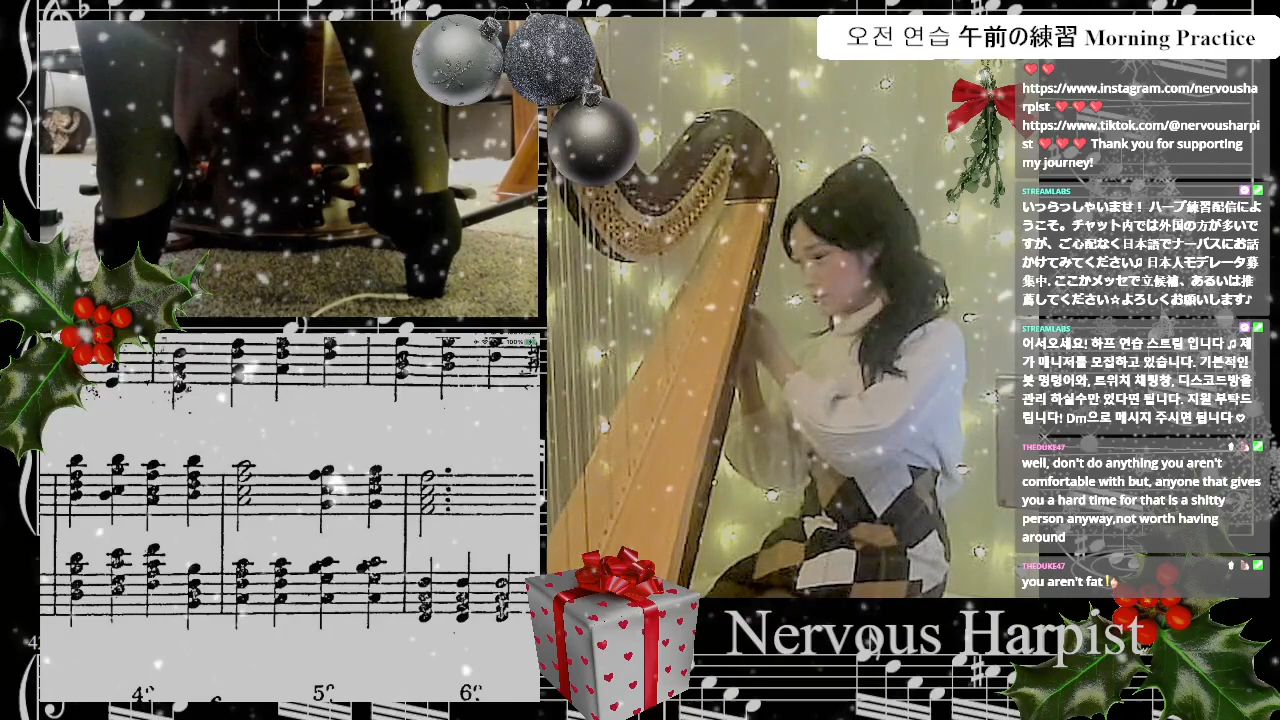 오전 연습 午前の練習 Morning Practice
https://www.instagram.com/nervousha
rpist
https://www.tiktok.com/@nervousharpi
st Thank you for supporting
my journey!
STREAMLABS
いらっしゃいませ！ハープ練習配信によ
うこそ。チャット内では外国の方が多いで
すが、ご心配なく日本語でナーバスにお話
かけてみてください♫ 日本人モデレータ募
集中. ここかメッセで立候補、あるいは推
薦してください☆よろしくお願いします♪
STREAMLABS
어서오세요! 하프 연습 스트림 입니다 ♫ 제
가 매니저를 모집하고 있습니다. 기본적인
봇 명령어와, 트위치 채팅창, 디스코드방을
관리 하실수만 있다면 됩니다. 지원 부탁드
립니다! Dm으로 메시지 주시면 됩니다 ♡
THEDUKE47
well, don't do anything you aren't
comfortable with but, anyone that gives
you a hard time for that is a shitty
person anyway,not worth having
around
THEDUKE47
you aren't fat !
100%
4
5
6
Nervous Harpist